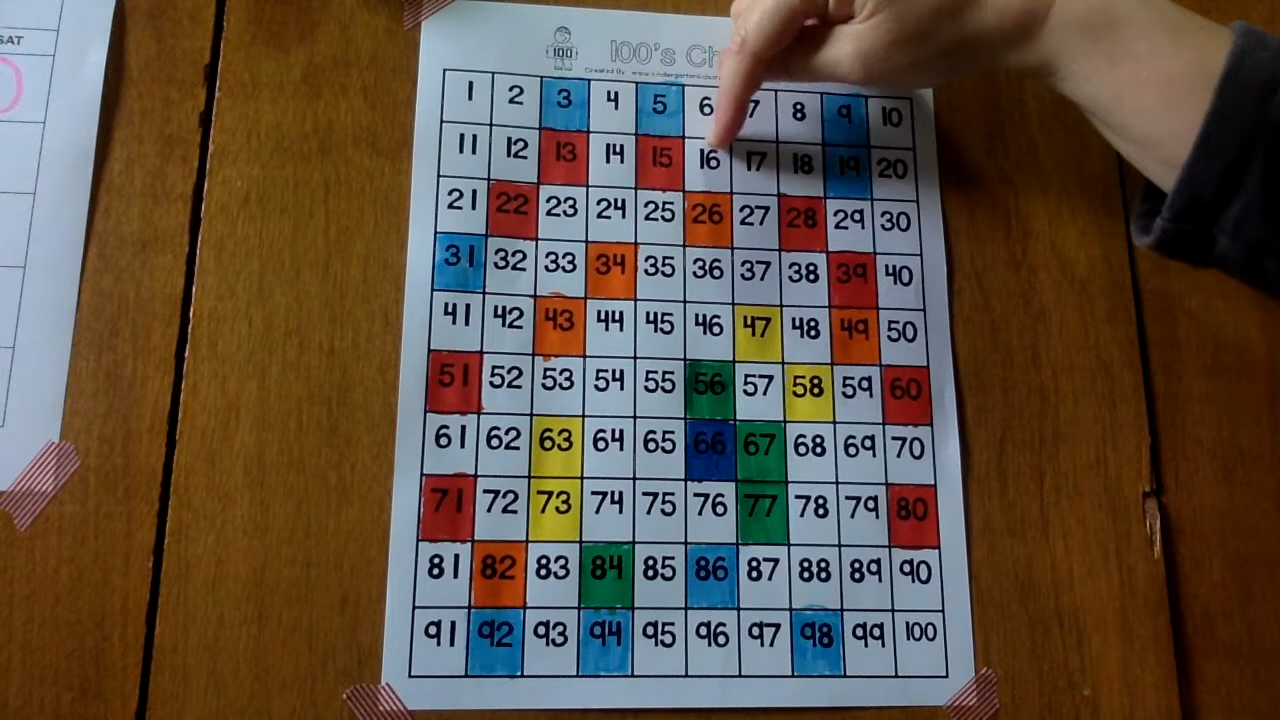 SAT
100
100's Ch
Created By: www.kindergartenkids
1 2 3 4 5 6 7 8 9 10
11 12 13 14 15 16 17 18 19 20
21 22 23 24 25 26 27 28 29 30
31 32 33 34 35 36 37 38 39 40
41 42 43 44 45 46 47 48 49 50
51 52 53 54 55 56 57 58 59 60
61 62 63 64 65 66 67 68 69 70
71 72 73 74 75 76 77 78 79 80
81 82 83 84 85 86 87 88 89 90
91 92 93 94 95 96 97 98 99 100